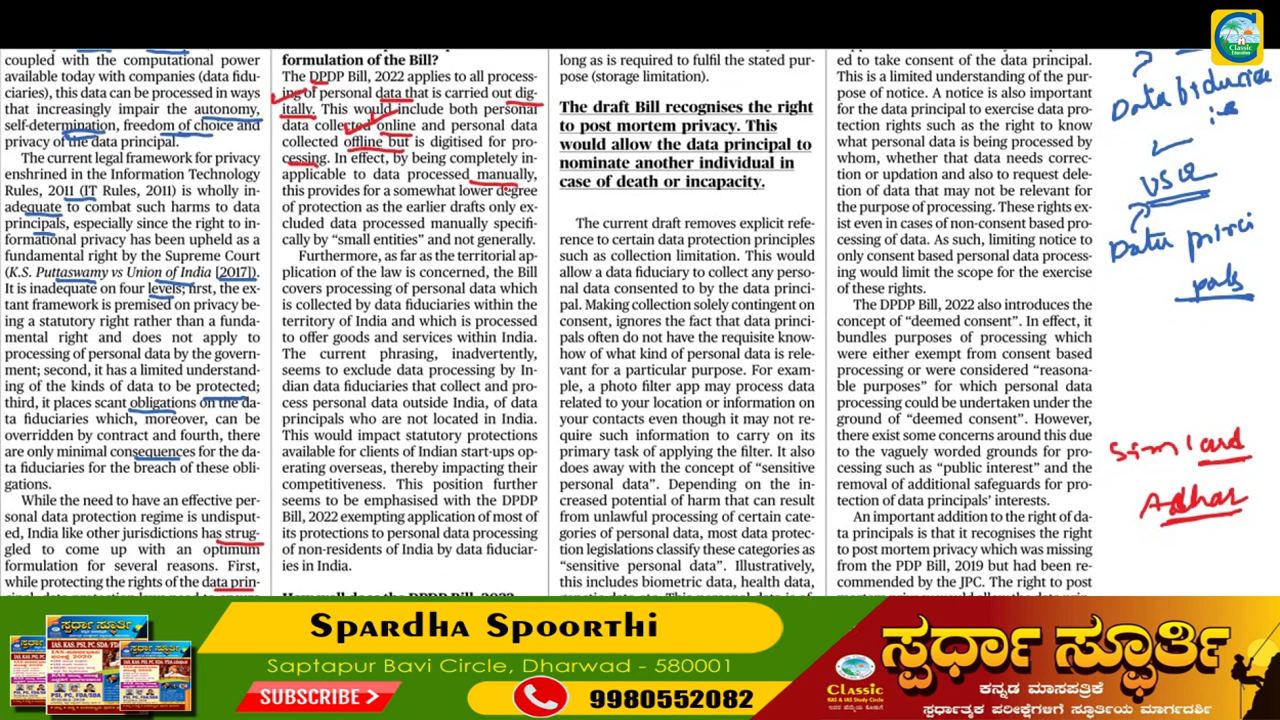 coupled with the computational power
available today with companies (data fidu-
ciaries), this data can be processed in ways
that increasingly impair the autonomy,
self-determination, freedom of choice and
privacy of the data principal.
The current legal framework for privacy
enshrined in the Information Technology
Rules, 2011 (IT Rules, 2011) is wholly in-
adequate to combat such harms to data
principals, especially since the right to in-
formational privacy has been upheld as a
fundamental right by the Supreme Court
(K.S. Puttaswamy vs Union of India [2017]).
It is inadequate on four levels; first, the ex-
tant framework is premised on privacy be-
ing a statutory right rather than a funda-
mental right and does not apply to
processing of personal data by the govern-
ment; second, it has a limited understand-
ing of the kinds of data to be protected;
third, it places scant obligations on the da-
ta fiduciaries which, moreover, can be
overridden by contract and fourth, there
are only minimal consequences for the da-
ta fiduciaries for the breach of these obli-
gations.
While the need to have an effective per-
sonal data protection regime is undisput-
ed, India like other jurisdictions has strug-
gled to come up with an optimum
formulation for several reasons. First,
while protecting the rights of the data prin-
formulation of the Bill?
The DPDP Bill, 2022 applies to all process-
ing of personal data that is carried out dig-
itally. This would include both personal
data collected online and personal data
collected offline but is digitised for pro-
cessing. In effect, by being completely in-
applicable to data processed manually,
this provides for a somewhat lower degree
of protection as the earlier drafts only ex-
cluded data processed manually specifi-
cally by “small entities” and not generally.
Furthermore, as far as the territorial
application of the law is concerned, the Bill
covers processing of personal data which
is collected by data fiduciaries within the
territory of India and which is processed
to offer goods and services within India.
The current phrasing, inadvertently,
seems to exclude data processing by In-
dian data fiduciaries that collect and pro-
cess personal data outside India, of data
principals who are not located in India.
This would impact statutory protections
available for clients of Indian start-ups op-
erating overseas, thereby impacting their
competitiveness. This position further
seems to be emphasised with the DPDP
Bill, 2022 exempting application of most of
its protections to personal data processing
of non-residents of India by data fiduciar-
ies in India.
long as is required to fulfil the stated pur-
pose (storage limitation).
The draft Bill recognises the right
to post mortem privacy. This
would allow the data principal to
nominate another individual in
case of death or incapacity.
The current draft removes explicit refe-
rence to certain data protection principles
such as collection limitation. This would
allow a data fiduciary to collect any perso-
nal data consented to by the data princi-
pal. Making collection solely contingent on
consent, ignores the fact that data princi-
pals often do not have the requisite know-
how of what kind of personal data is rele-
vant for a particular purpose. For exam-
ple, a photo filter app may process data
related to your location or information on
your contacts even though it may not re-
quire such information to carry on its
primary task of applying the filter. It also
does away with the concept of “sensitive
personal data”. Depending on the in-
creased potential of harm that can result
from unlawful processing of certain cate-
gories of personal data, most data protec-
tion legislations classify these categories as
“sensitive personal data”. Illustratively,
this includes biometric data, health data,
ed to take consent of the data principal.
This is a limited understanding of the pur-
pose of notice. A notice is also important
for the data principal to exercise data pro-
tection rights such as the right to know
what personal data is being processed by
whom, whether that data needs correc-
tion or updation and also to request dele-
tion of data that may not be relevant for
the purpose of processing. These rights ex-
ist even in cases of non-consent based pro-
cessing of data. As such, limiting notice to
only consent based personal data process-
ing would limit the scope for the exercise
of these rights.
The DPDP Bill, 2022 also introduces the
concept of “deemed consent”. In effect, it
bundles purposes of processing which
were either exempt from consent based
processing or were considered “reason-
able purposes” for which personal data
processing could be undertaken under the
ground of “deemed consent”. However,
there exist some concerns around this due
to the vaguely worded grounds for pro-
cessing such as “public interest” and the
removal of additional safeguards for pro-
tection of data principals’ interests.
An important addition to the right of da-
ta principals is that it recognises the right
to post mortem privacy which was missing
from the PDP Bill, 2019 but had been re-
commended by the JPC. The right to post
Data
Data princi
pals
Sim card
Adhar
Classic
Education
SPARDHA SPOORTHI
Saptapur Bavi Circle Dharwad - 580001
SUBSCRIBE >
9980552082
Classic
KAS & IAS Study Circle
ಸ್ಪರ್ಧಾ ಸ್ಪೂರ್ತಿ
ಕನ್ನಡ ಮಾಸಪತ್ರಿಕೆ
ಸ್ಪರ್ಧಾತ್ಮಕ ಪರೀಕ್ಷೆಗಳಿಗೆ ಸ್ಫೂರ್ತಿಯ ಮಾರ್ಗದರ್ಶಿ